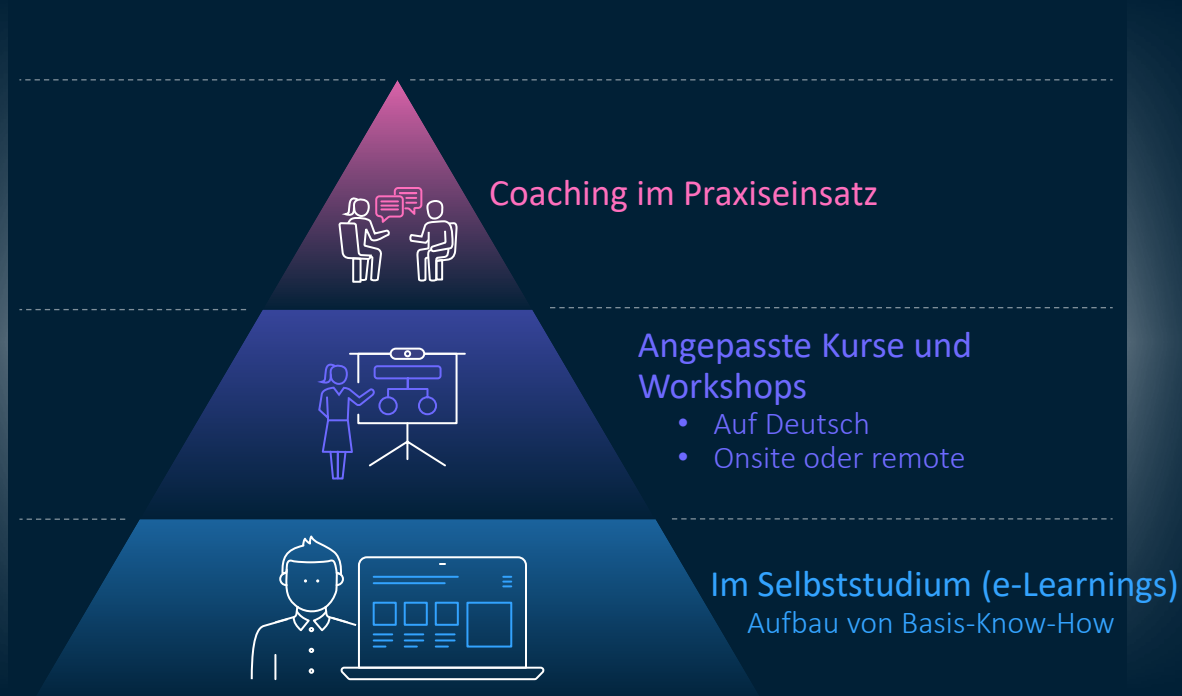 Coaching im Praxiseinsatz
Angepasste Kurse und
Workshops
• Auf Deutsch
• Onsite oder remote
Im Selbststudium (e-Learnings)
Aufbau von Basis-Know-How